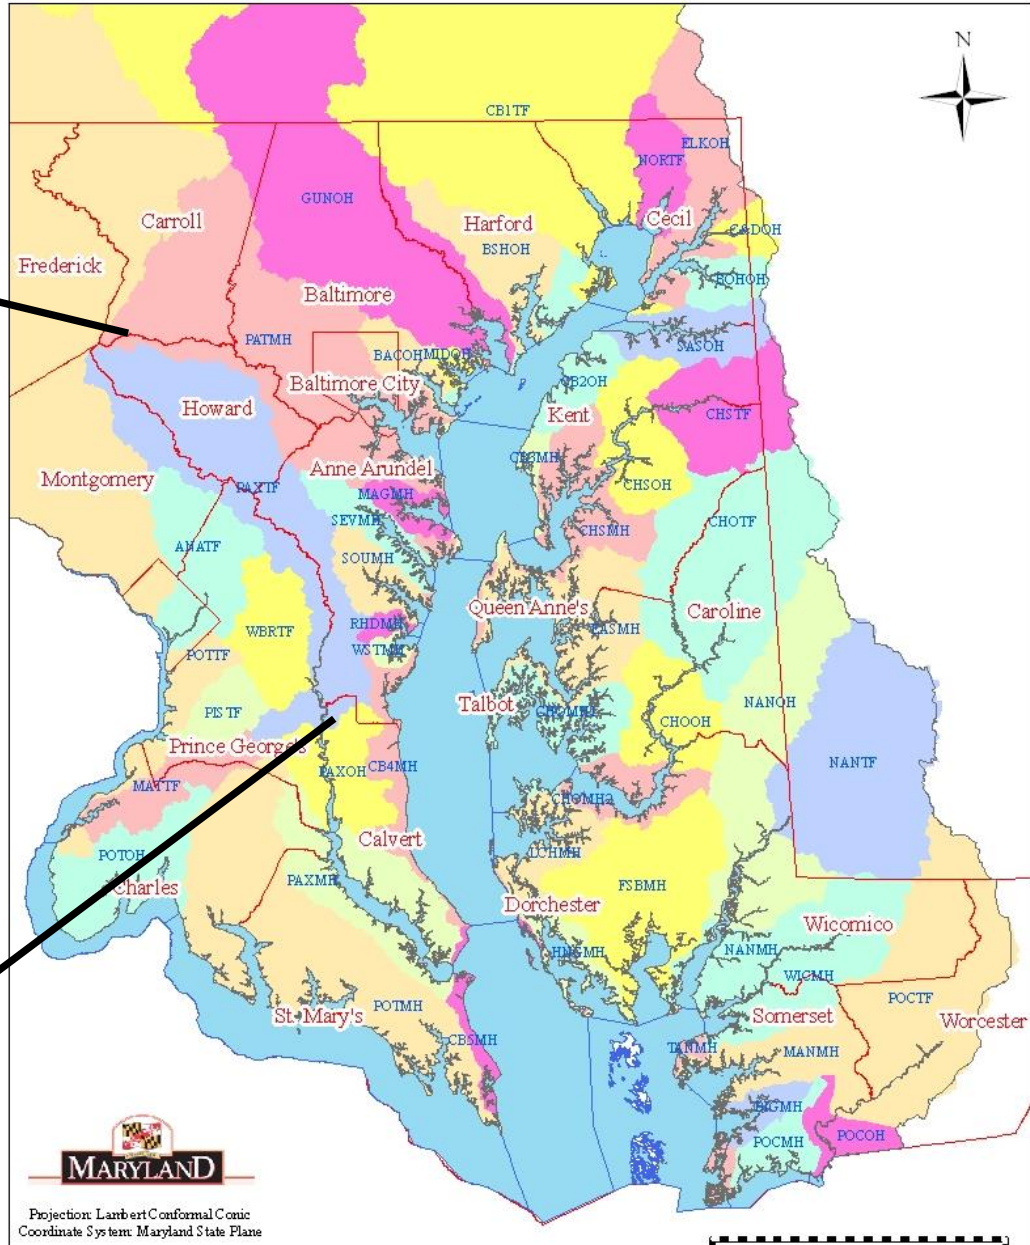 N
CB1TF
ELKOH
NORTF
GUNOH
Carroll
Harford
Cecil
C&DOH
BSHOH
Frederick
BOHOH
Baltimore
PATMH
SASOH
BACOH
MIDOH
Baltimore City
CB2OH
Howard
Kent
CHSTF
Anne Arundel
CB3MH
Montgomery
PAXTF
CHSOH
MAGMH
SEVMH
CHSMH
CHOTF
ANATF
SOUMH
Queen Anne's
Caroline
RHDMH
WBRTF
EASMH
WSTMH
POTTF
Talbot
NANOH
PISTF
CHOOH
Prince George's
NANTF
PAXOH
CB4MH
MATTF
CHOMH2
Calvert
LCHMH
POTOH
PAXMH
Charles
FSBMH
Dorchester
Wicomico
HNGMH
NANMH
WICMH
POTMH
POCTF
St. Mary's
Somerset
Worcester
CB5MH
TANMH
MANMH
BIGMH
POCMH
POCOH
MARYLAND
Projection: Lambert Conformal Conic
Coordinate System: Maryland State Plane